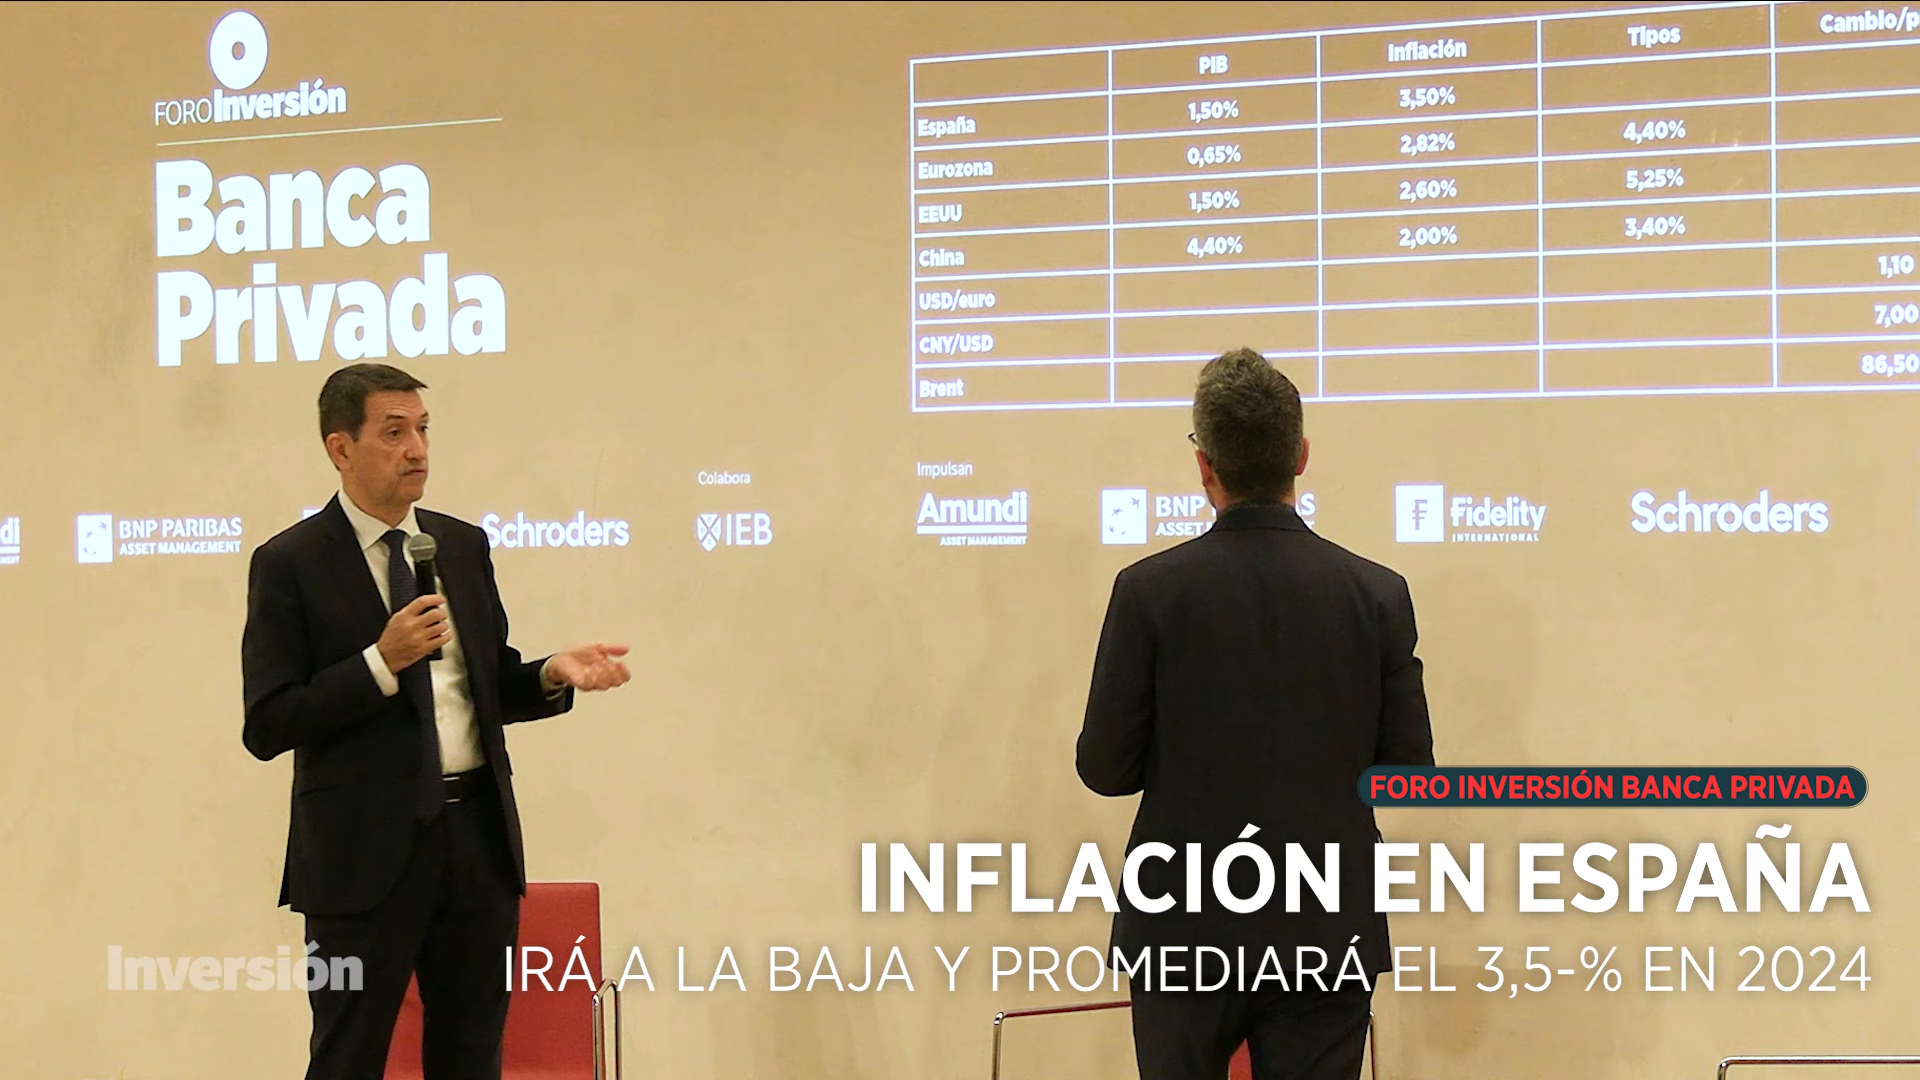 FORO Inversión
Banca
Privada
PIB Inflación Tipos
España 1,50% 3,50%
Eurozona 0,65% 2,82% 4,40%
EEUU 1,50% 2,60% 5,25%
China 4,40% 2,00% 3,40%
USD/euro 1,10
CNY/USD 7,00
Brent 86,50
BNP PARIBAS
ASSET MANAGEMENT
Schroders
Colabora
IEB
Impulsan
Amundi
ASSET MANAGEMENT
BNP
Fidelity
INTERNATIONAL
Schroders
FORO INVERSIÓN BANCA PRIVADA
INFLACIÓN EN ESPAÑA
IRÁ A LA BAJA Y PROMEDIARÁ EL 3,5-% EN 2024
Inversión